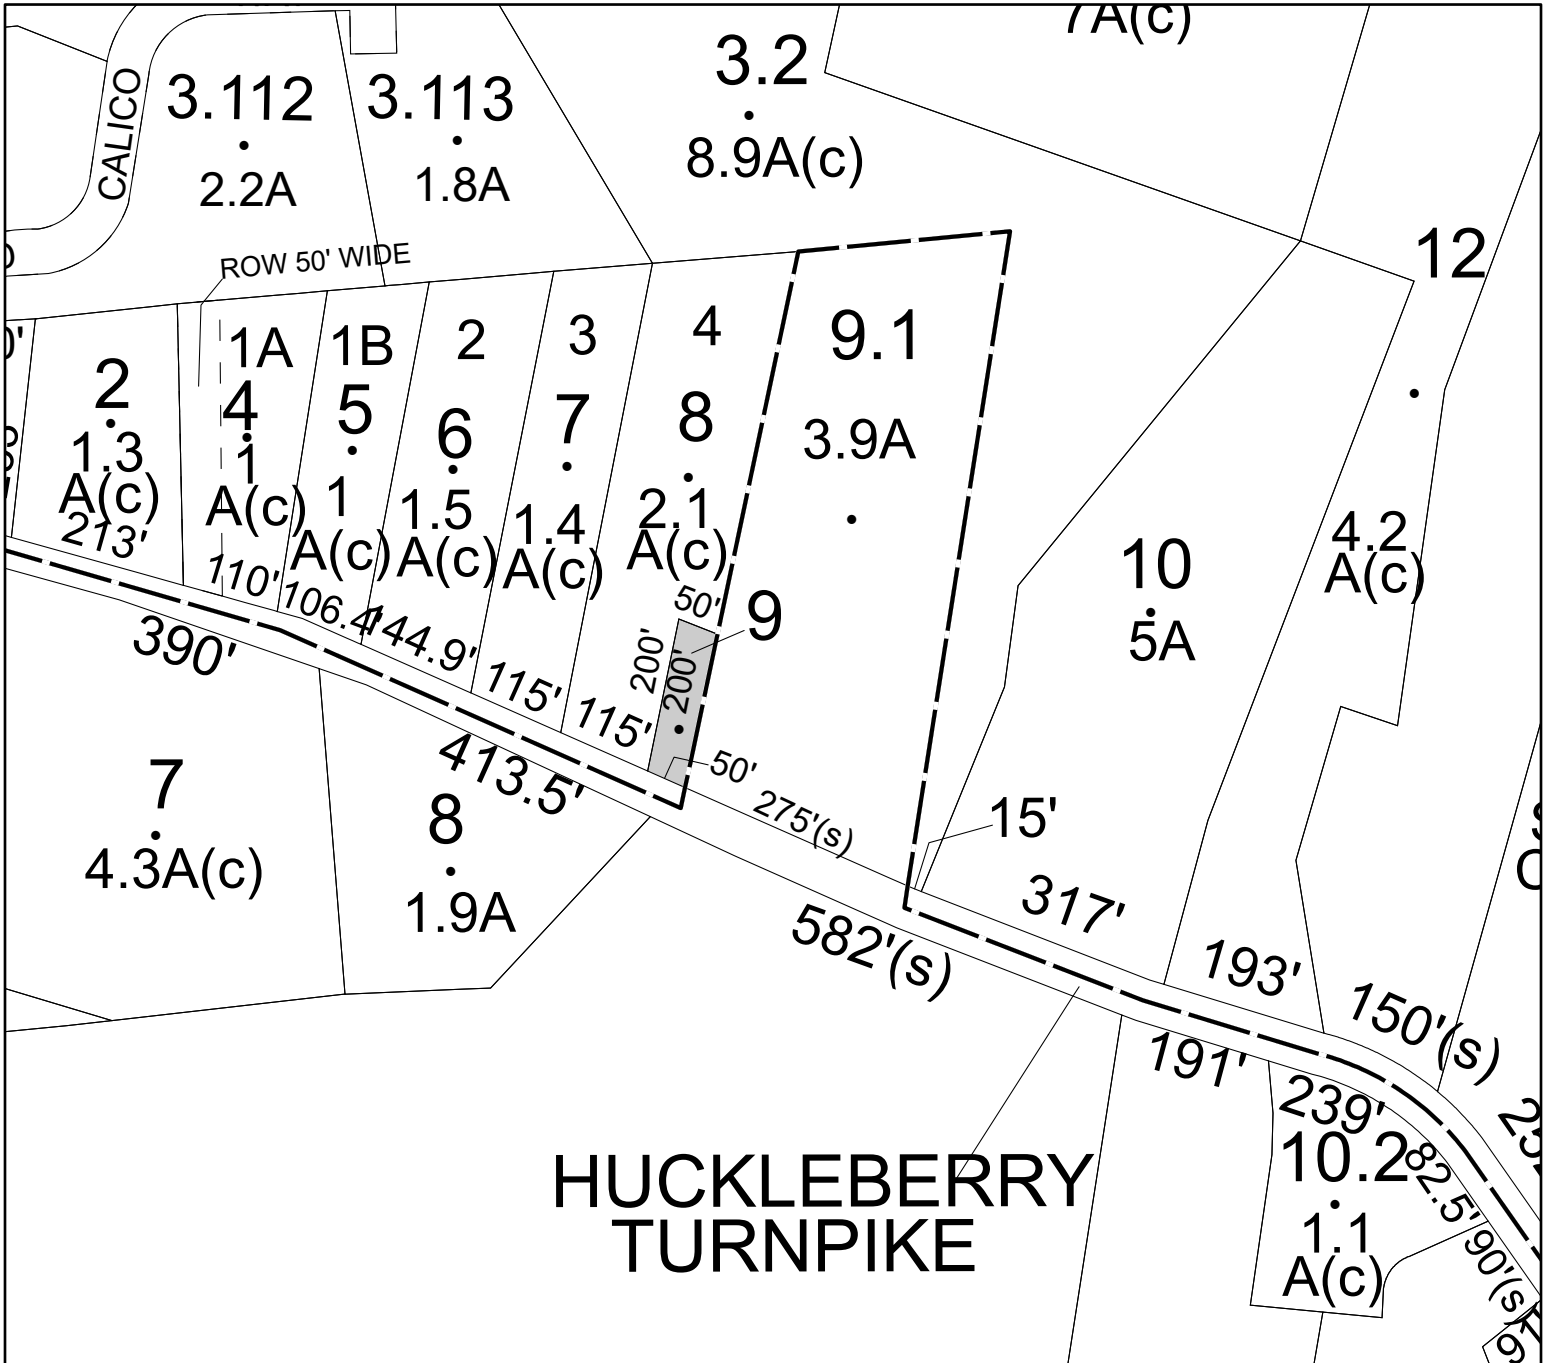 7A(c)
3.2
8.9A(c)
3.112
2.2A
3.113
1.8A
CALICO
ROW 50' WIDE
12
4.2
A(c)
2
1.3
A(c)
213'
1A
4
1
A(c)
110'
1B
5
1
A(c)
106.4'
2
6
1.5
A(c)
144.9'
3
7
1.4
A(c)
115'
4
8
2.1
A(c)
115'
9.1
3.9A
9
50'
200'
200'
50'
275'(s)
10
5A
15'
317'
390'
413.5'
582'(s)
193'
150'(s)
191'
239'
7
4.3A(c)
8
1.9A
10.2
1.1
A(c)
82.5'
90'(s)
HUCKLEBERRY
TURNPIKE